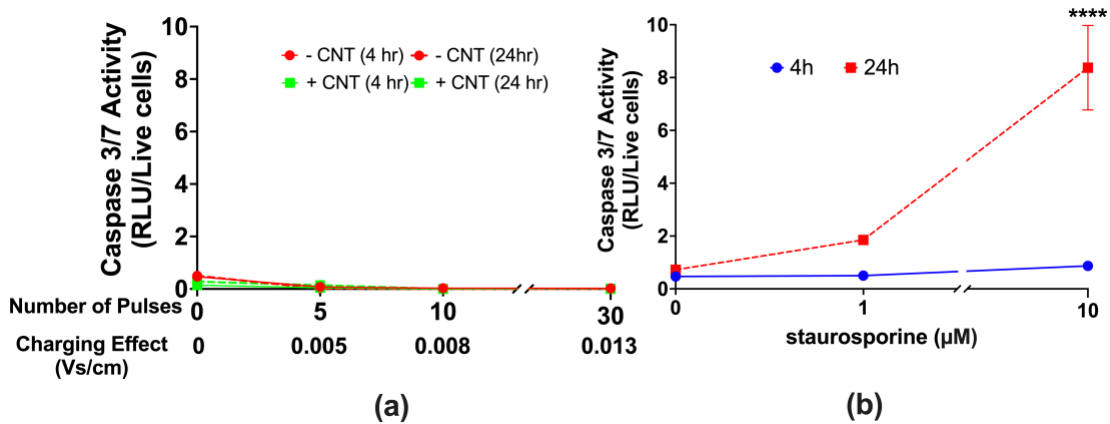 Caspase 3/7 Activity
(RLU/Live cells)
10
8
6
4
2
0
- CNT (4 hr) - CNT (24hr)
+ CNT (4 hr) + CNT (24 hr)
Number of Pulses
0 5 10 30
Charging Effect
(Vs/cm)
0 0.005 0.008 0.013
(a)
Caspase 3/7 Activity
(RLU/Live cells)
10
8
6
4
2
0
4h 24h
****
0 1 10
staurosporine (µM)
(b)